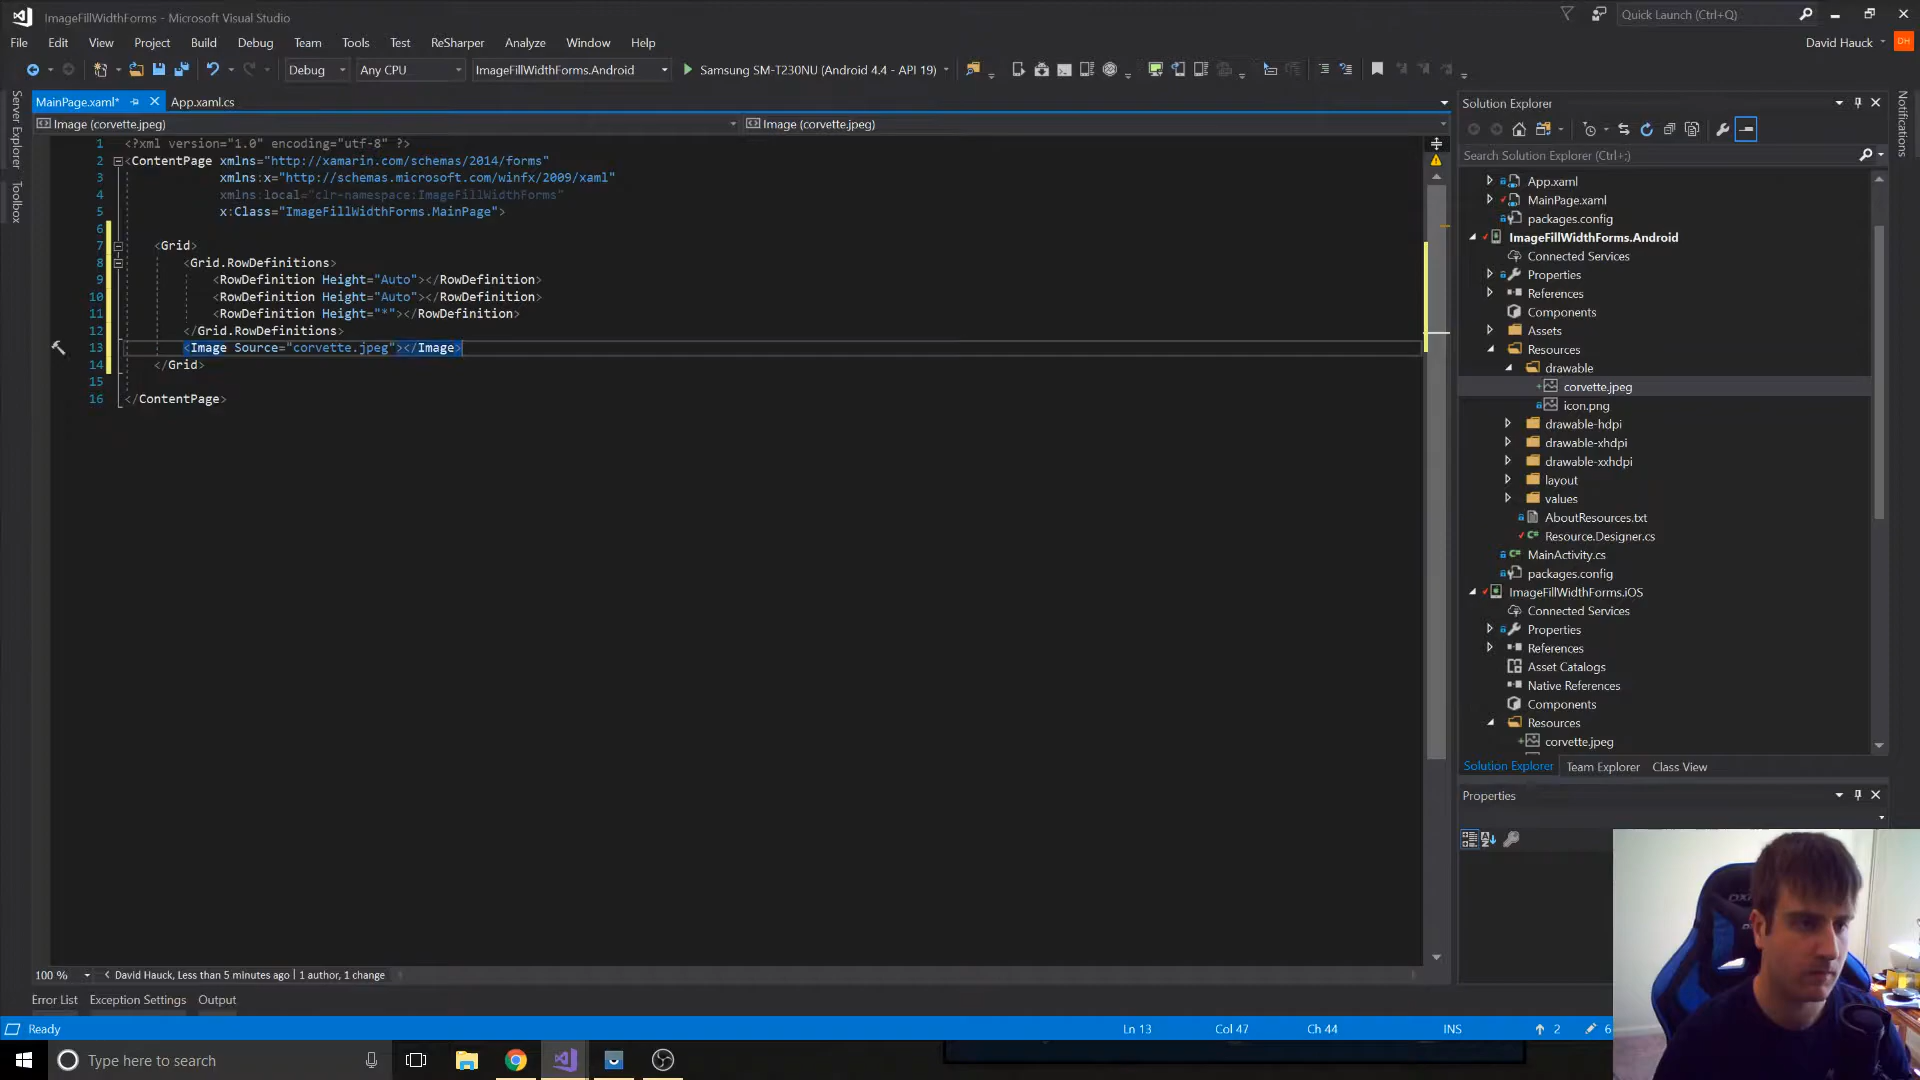 ImageFillWidthForms - Microsoft Visual Studio
Quick Launch (Ctrl+Q)
File Edit View Project Build Debug Team Tools Test ReSharper Analyze Window Help
David Hauck DH
Debug Any CPU ImageFillWidthForms.Android Samsung SM-T230NU (Android 4.4 - API 19)
Server Explorer
Toolbox
Notifications
MainPage.xaml* App.xaml.cs
Image (corvette.jpeg) Image (corvette.jpeg)
1 <?xml version="1.0" encoding="utf-8" ?>
2 <ContentPage xmlns="http://xamarin.com/schemas/2014/forms"
3 xmlns:x="http://schemas.microsoft.com/winfx/2009/xaml"
4 xmlns:local="clr-namespace:ImageFillWidthForms"
5 x:Class="ImageFillWidthForms.MainPage">
6
7 <Grid>
8 <Grid.RowDefinitions>
9 <RowDefinition Height="Auto"></RowDefinition>
10 <RowDefinition Height="Auto"></RowDefinition>
11 <RowDefinition Height="*"></RowDefinition>
12 </Grid.RowDefinitions>
13 <Image Source="corvette.jpeg"></Image>
14 </Grid>
15
16 </ContentPage>
Solution Explorer
Search Solution Explorer (Ctrl+;)
App.xaml
MainPage.xaml
packages.config
ImageFillWidthForms.Android
Connected Services
Properties
References
Components
Assets
Resources
drawable
corvette.jpeg
icon.png
drawable-hdpi
drawable-xhdpi
drawable-xxhdpi
layout
values
AboutResources.txt
Resource.Designer.cs
MainActivity.cs
packages.config
ImageFillWidthForms.iOS
Connected Services
Properties
References
Asset Catalogs
Native References
Components
Resources
corvette.jpeg
Solution Explorer Team Explorer Class View
Properties
100 % David Hauck, Less than 5 minutes ago | 1 author, 1 change
Error List Exception Settings Output
Ready Ln 13 Col 47 Ch 44 INS 2 6
Type here to search